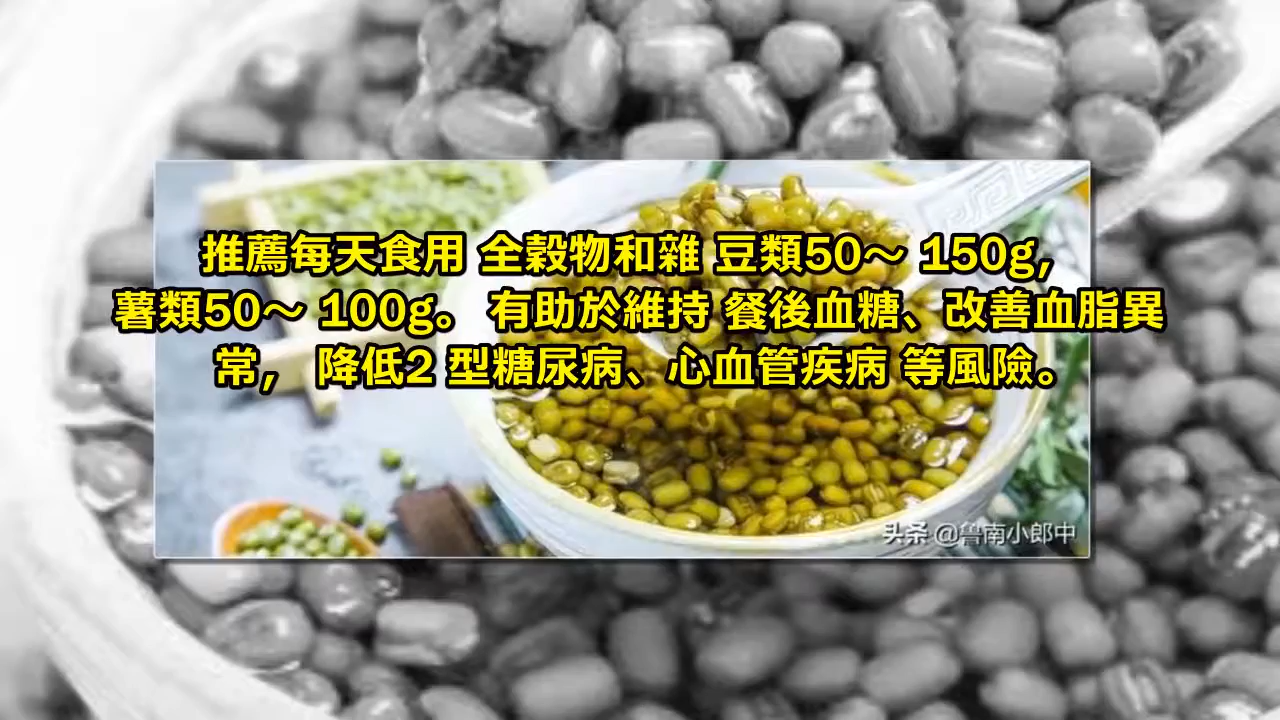 推薦每天食用 全穀物和雜 豆類50～ 150g，
薯類50～ 100g。 有助於維持 餐後血糖、改善血脂異
常， 降低2 型糖尿病、心血管疾病 等風險。
头条 @鲁南小郎中